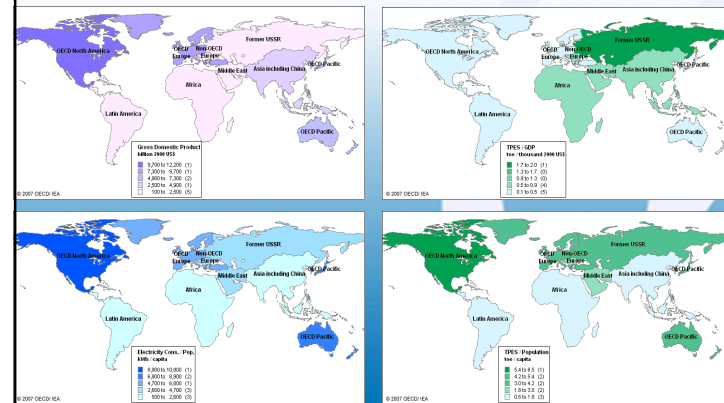 OECD North America
OECD
Europe
Non-OECD
Europe
Former USSR
Middle East
Asia including China
OECD Pacific
Africa
Latin America
OECD Pacific
Gross Domestic Product
billion 2000 US$
9,700 to 12,200 (1)
7,300 to 9,700 (1)
4,900 to 7,300 (2)
2,500 to 4,900 (1)
100 to 2,500 (5)
© 2007 OECD/ IEA
OECD North America
OECD
Europe
Non-OECD
Europe
Former USSR
Middle East
Asia including China
OECD Pacific
Africa
Latin America
OECD Pacific
TPES / GDP
toe / thousand 2000 US$
1.7 to 2.0 (1)
1.3 to 1.7 (0)
0.9 to 1.3 (0)
0.5 to 0.9 (4)
0.1 to 0.5 (5)
© 2007 OECD/ IEA
OECD North America
OECD
Europe
Non-OECD
Europe
Former USSR
Middle East
Asia including China
OECD Pacific
Africa
Latin America
OECD Pacific
Electricity Cons. / Pop.
kWh / capita
8,900 to 10,900 (1)
6,800 to 8,900 (2)
4,700 to 6,800 (1)
2,600 to 4,700 (3)
500 to 2,600 (3)
© 2007 OECD/ IEA
OECD North America
OECD
Europe
Non-OECD
Europe
Former USSR
Middle East
Asia including China
OECD Pacific
Africa
Latin America
OECD Pacific
TPES / Population
toe / capita
5.4 to 6.5 (1)
4.2 to 5.4 (2)
3.0 to 4.2 (2)
1.8 to 3.0 (2)
0.6 to 1.8 (3)
© 2007 OECD/ IEA